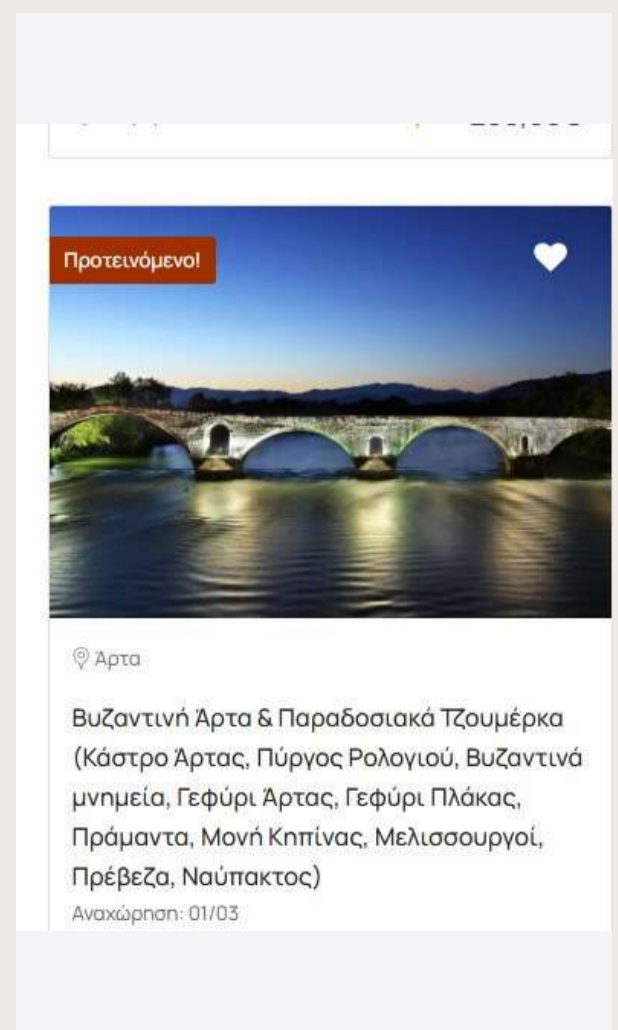 Προτεινόμενο!
Άρτα
Βυζαντινή Άρτα & Παραδοσιακά Τζουμέρκα
(Κάστρο Άρτας, Πύργος Ρολογιού, Βυζαντινά
μνημεία, Γεφύρι Άρτας, Γεφύρι Πλάκας,
Πράμαντα, Μονή Κηπίνας, Μελισσουργοί,
Πρέβεζα, Ναύπακτος)
Αναχώρηση: 01/03